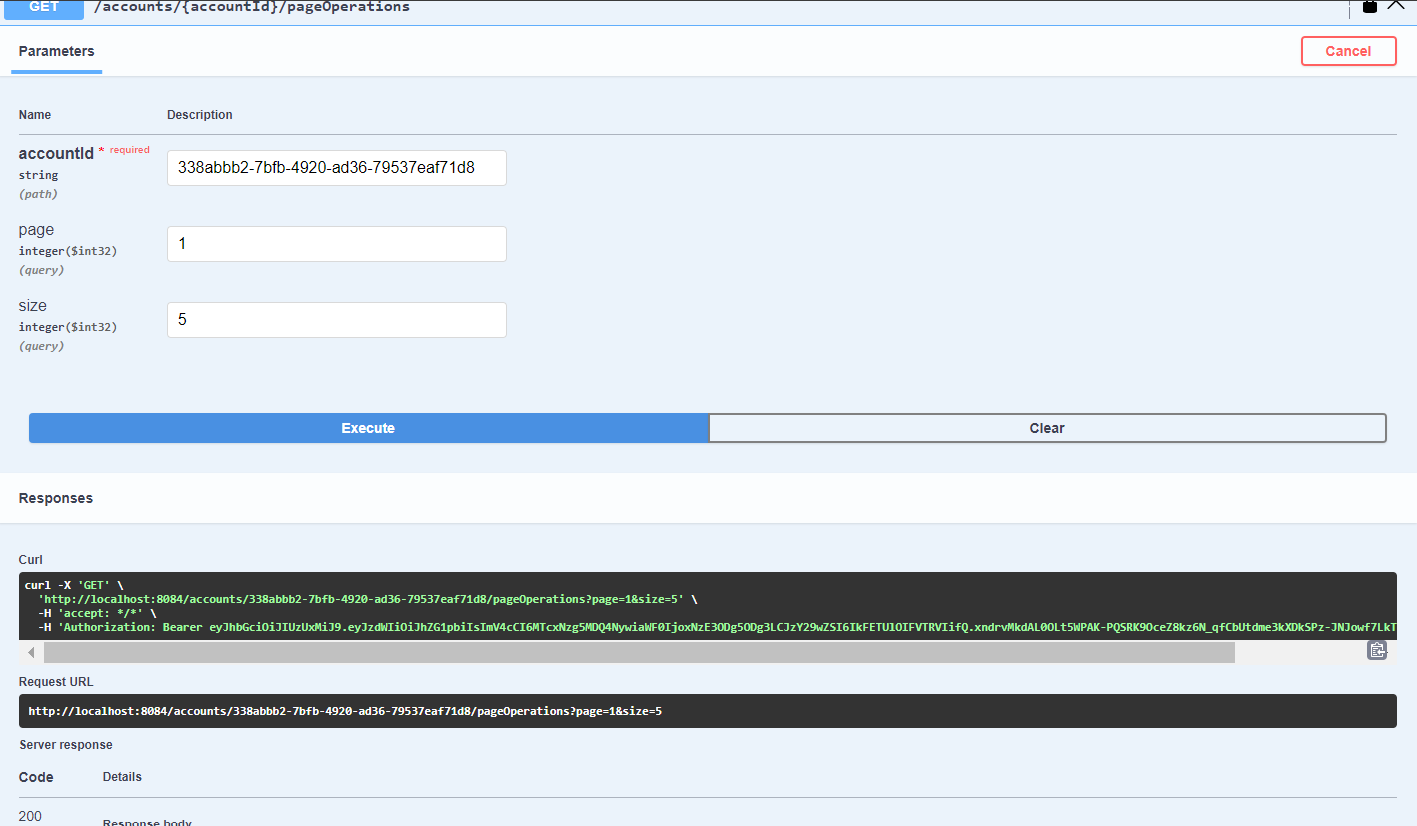 GET /accounts/{accountId}/pageOperations
Parameters
Cancel
Name Description
accountId * required
338abbb2-7bfb-4920-ad36-79537eaf71d8
string
(path)
page
1
integer($int32)
(query)
size
5
integer($int32)
(query)
Execute
Clear
Responses
Curl
curl -X 'GET' \
'http://localhost:8084/accounts/338abbb2-7bfb-4920-ad36-79537eaf71d8/pageOperations?page=1&size=5' \
-H 'accept: */*' \
-H 'Authorization: Bearer eyJhbGciOiJIUzUxMiJ9.eyJzdWIiOiJhZG1pbiIsImV4cCI6MTcxNzg5MDQ4NywiaWF0IjoxNzE3ODg5ODg3LCJzY29wZSI6IkFETUlOIFVTRVIifQ.xndrvMkdAL0OLt5WPAK-PQSRK9OceZ8kz6N_qfCbUtdme3kXDkSPz-JNJowf7LkT
Request URL
http://localhost:8084/accounts/338abbb2-7bfb-4920-ad36-79537eaf71d8/pageOperations?page=1&size=5
Server response
Code Details
200
Response body